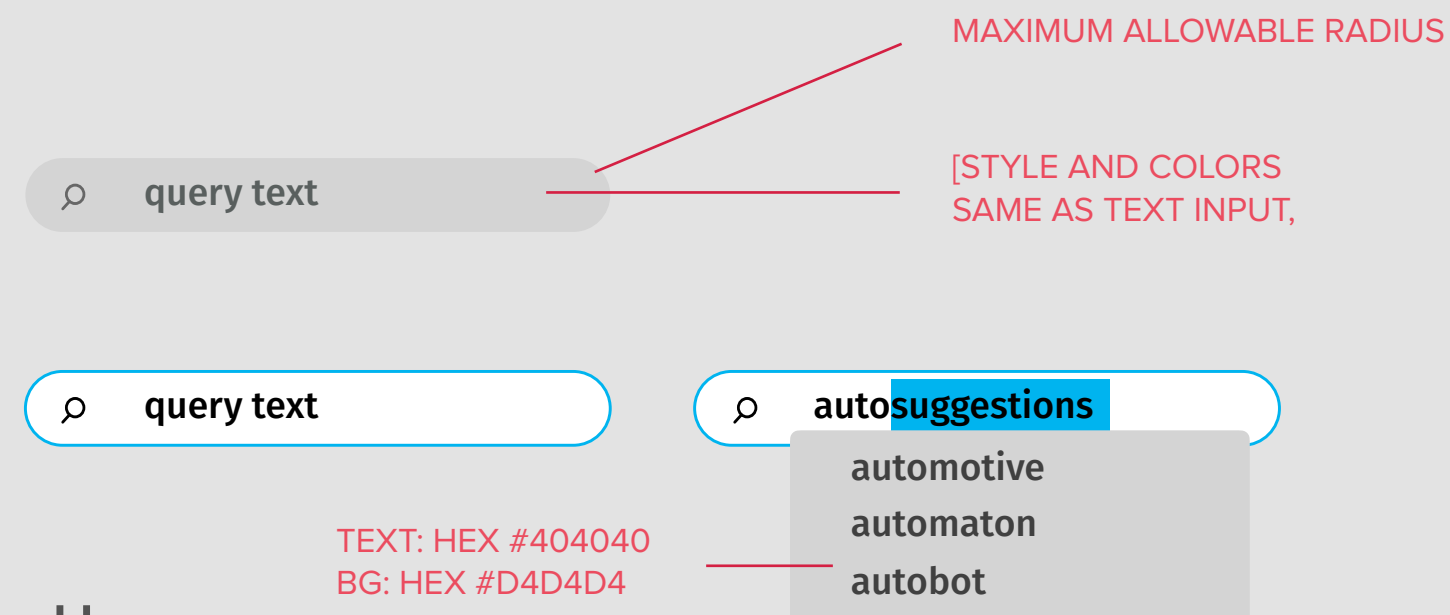 MAXIMUM ALLOWABLE RADIUS
[STYLE AND COLORS
SAME AS TEXT INPUT,
query text
query text
autosuggestions
automotive
automaton
autobot
TEXT: HEX #404040
BG: HEX #D4D4D4